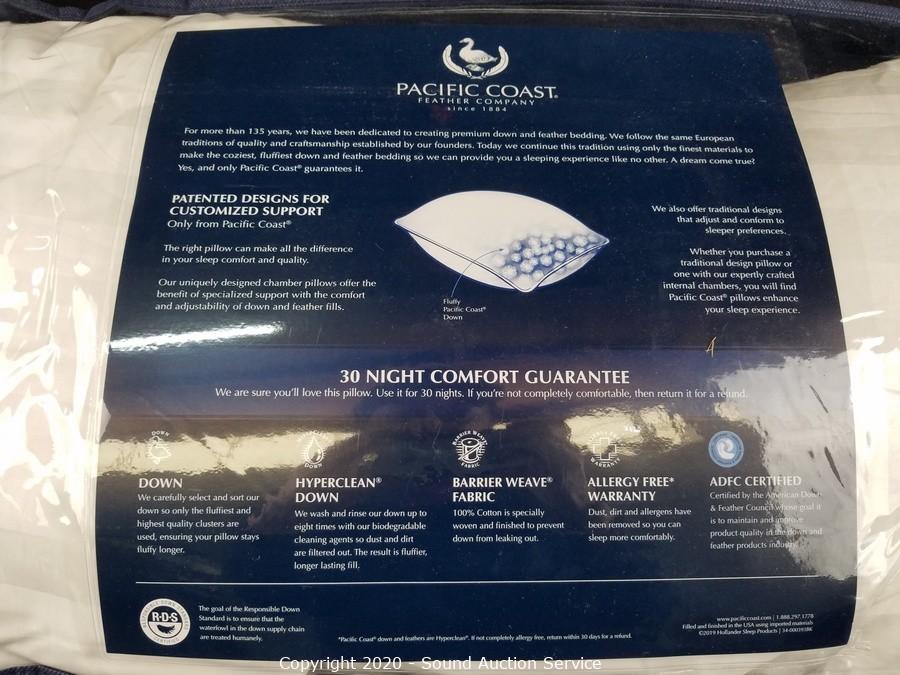 PACIFIC COAST®
FEATHER COMPANY
since 1884
For more than 135 years, we have been dedicated to creating premium down and feather bedding. We follow the same European
traditions of quality and craftsmanship established by our founders. Today we continue this tradition using only the finest materials to
make the coziest, fluffiest down and feather bedding so we can provide you a sleeping experience like no other. A dream come true?
Yes, and only Pacific Coast® guarantees it.
PATENTED DESIGNS FOR
CUSTOMIZED SUPPORT
Only from Pacific Coast®
The right pillow can make all the difference
in your sleep comfort and quality.
Our uniquely designed chamber pillows offer the
benefit of specialized support with the comfort
and adjustability of down and feather fills.
Fluffy
Pacific Coast®
Down
We also offer traditional designs
that adjust and conform to
sleeper preferences.
Whether you purchase a
traditional design pillow or
one with our expertly crafted
internal chambers, you will find
Pacific Coast® pillows enhance
your sleep experience.
30 NIGHT COMFORT GUARANTEE
We are sure you'll love this pillow. Use it for 30 nights. If you're not completely comfortable, then return it for a refund.
DOWN
DOWN
We carefully select and sort our
down so only the fluffiest and
highest quality clusters are
used, ensuring your pillow stays
fluffy longer.
DOWN
HYPERCLEAN®
DOWN
We wash and rinse our down up to
eight times with our biodegradable
cleaning agents so dust and dirt
are filtered out. The result is fluffier,
longer lasting fill.
BARRIER WEAVE
FABRIC
BARRIER WEAVE®
FABRIC
100% Cotton is specially
woven and finished to prevent
down from leaking out.
WARRANTY
ALLERGY FREE*
WARRANTY
Dust, dirt and allergens have
been removed so you can
sleep more comfortably.
ADFC CERTIFIED
Certified by the American Down
& Feather Council whose goal it
is to maintain and improve
product quality in the down and
feather products industry.
R·D·S
CERTIFIED
The goal of the Responsible Down
Standard is to ensure that the
waterfowl in the down supply chain
are treated humanely.
*Pacific Coast® down and feathers are Hyperclean®. If not completely allergy free, return within 30 days for a refund.
www.pacificcoast.com | 1.888.297.1778
Filled and finished in the USA using imported materials
©2019 Hollander Sleep Products | 34-000393BK
Copyright 2020 - Sound Auction Service